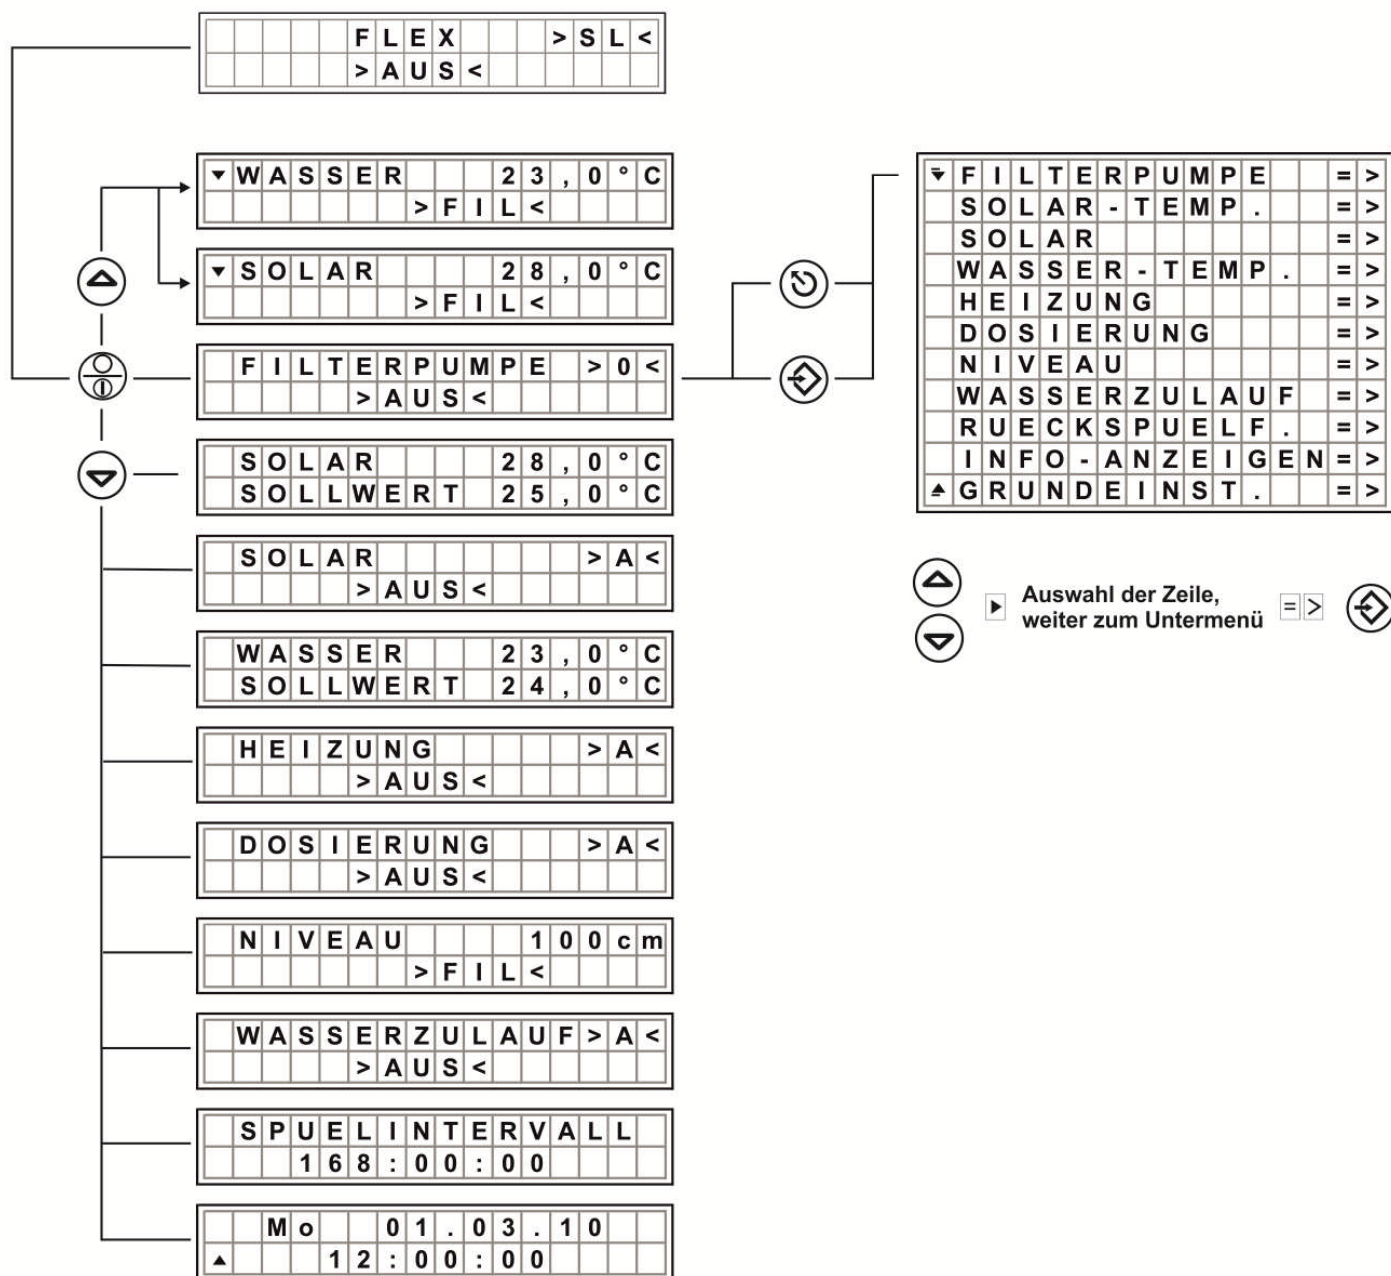 FLEX >SL<
>AUS<
▼WASSER 23,0°C
>FIL<
▼SOLAR 28,0°C
>FIL<
FILTERPUMPE >0<
>AUS<
SOLAR 28,0°C
SOLLWERT 25,0°C
SOLAR >A<
>AUS<
WASSER 23,0°C
SOLLWERT 24,0°C
HEIZUNG >A<
>AUS<
DOSIERUNG >A<
>AUS<
NIVEAU 100cm
>FIL<
WASSERZULAUF>A<
>AUS<
SPUELINTERVALL
168:00:00
Mo 01.03.10
▲ 12:00:00
FILTERPUMPE =>
SOLAR-TEMP. =>
SOLAR =>
WASSER-TEMP. =>
HEIZUNG =>
DOSIERUNG =>
NIVEAU =>
WASSERZULAUF =>
RUECKSPUELF. =>
INFO-ANZEIGEN=>
GRUNDEINST. =>
Auswahl der Zeile,
weiter zum Untermenü =>